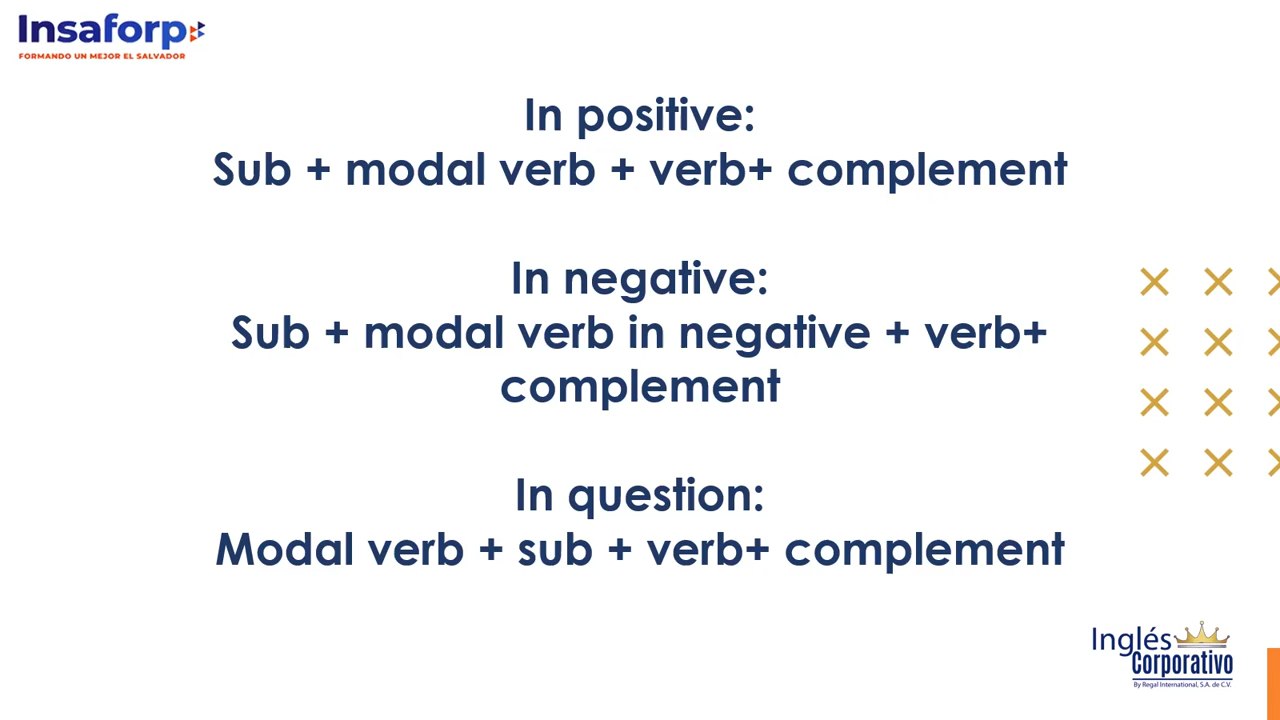 Insaforp
FORMANDO UN MEJOR EL SALVADOR
In positive:
Sub + modal verb + verb+ complement
In negative:
Sub + modal verb in negative + verb+
complement
In question:
Modal verb + sub + verb+ complement
Inglés
Corporativo
By Regal International, S.A. de C.V.